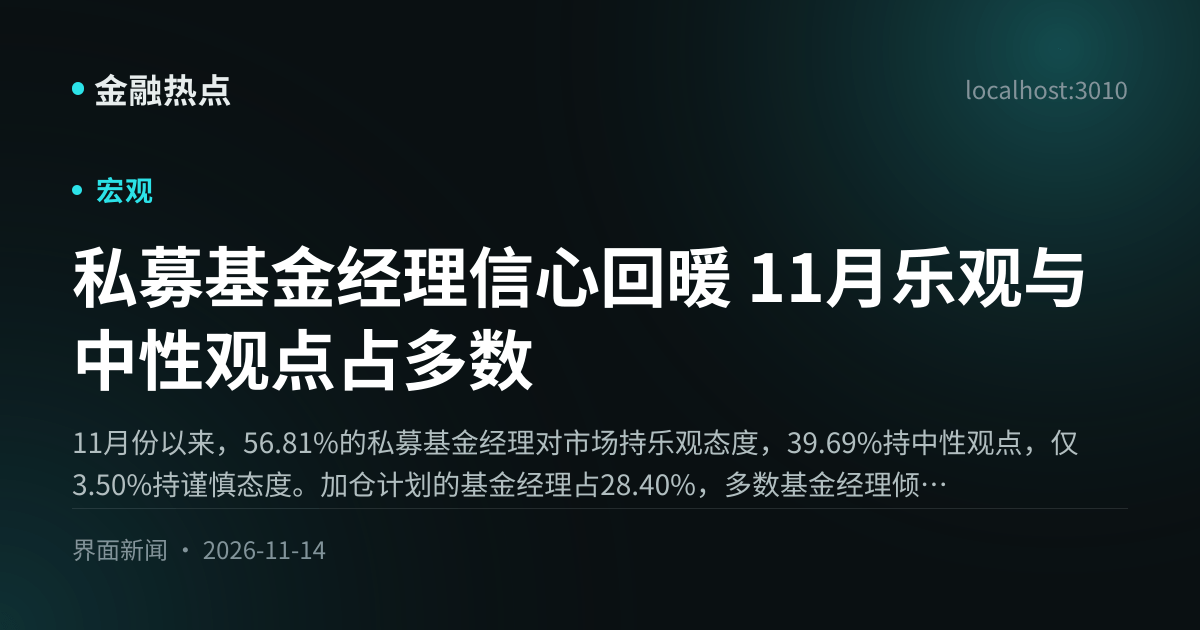 金融热点
localhost:3010
宏观
私募基金经理信心回暖 11月乐观与
中性观点占多数
11月份以来，56.81%的私募基金经理对市场持乐观态度，39.69%持中性观点，仅
3.50%持谨慎态度。加仓计划的基金经理占28.40%，多数基金经理倾…
界面新闻 · 2026-11-14